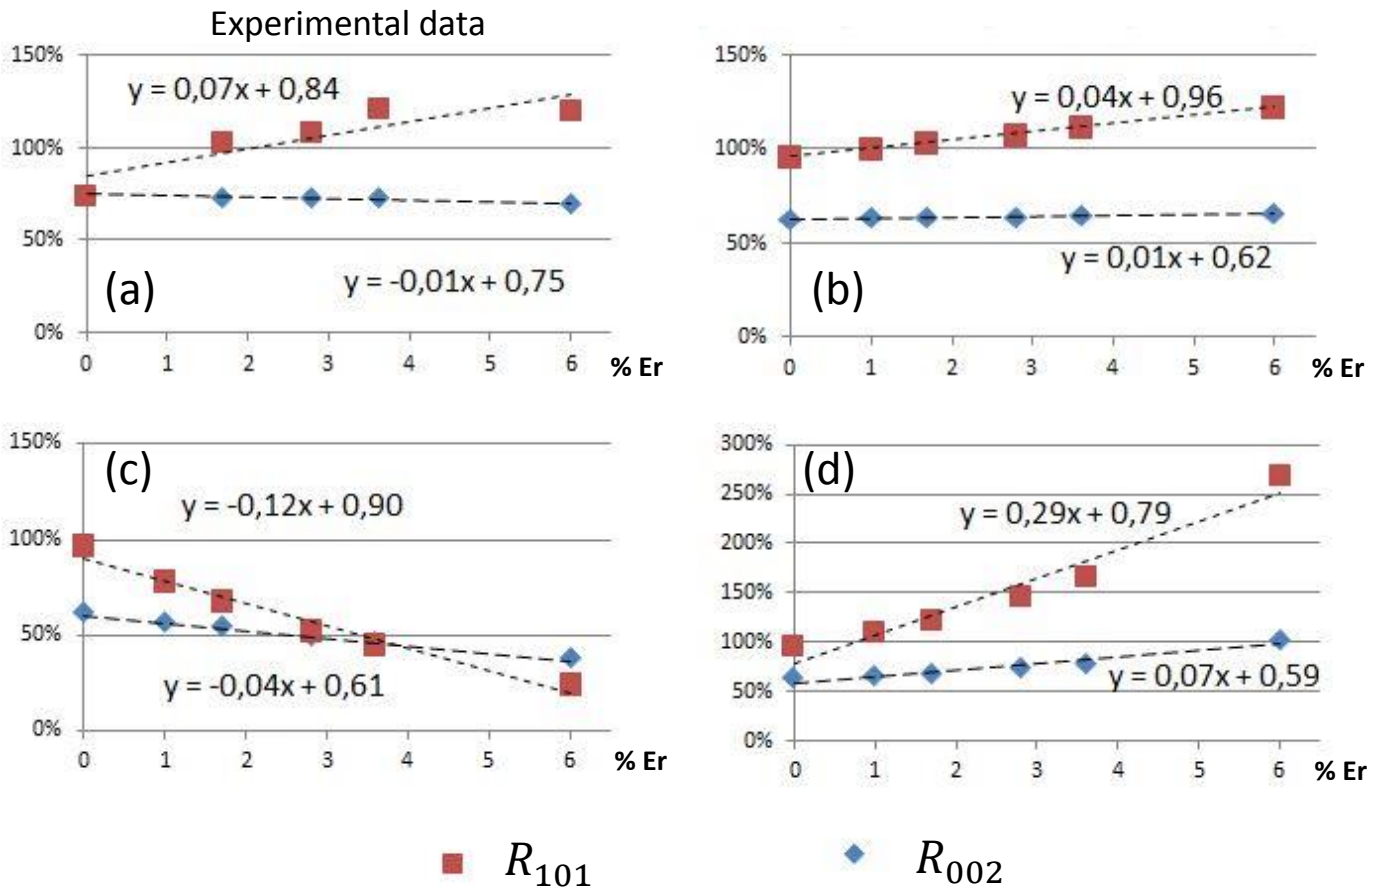 Experimental data
150%
100%
50%
0%
y = 0,07x + 0,84
y = -0,01x + 0,75
(a)
0 1 2 3 4 5 6 % Er
150%
100%
50%
0%
y = 0,04x + 0,96
y = 0,01x + 0,62
(b)
0 1 2 3 4 5 6 % Er
150%
100%
50%
0%
(c)
y = -0,12x + 0,90
y = -0,04x + 0,61
0 1 2 3 4 5 6 % Er
300%
250%
200%
150%
100%
50%
0%
(d)
y = 0,29x + 0,79
y = 0,07x + 0,59
0 1 2 3 4 5 6 % Er
R₁₀₁ R₀₀₂